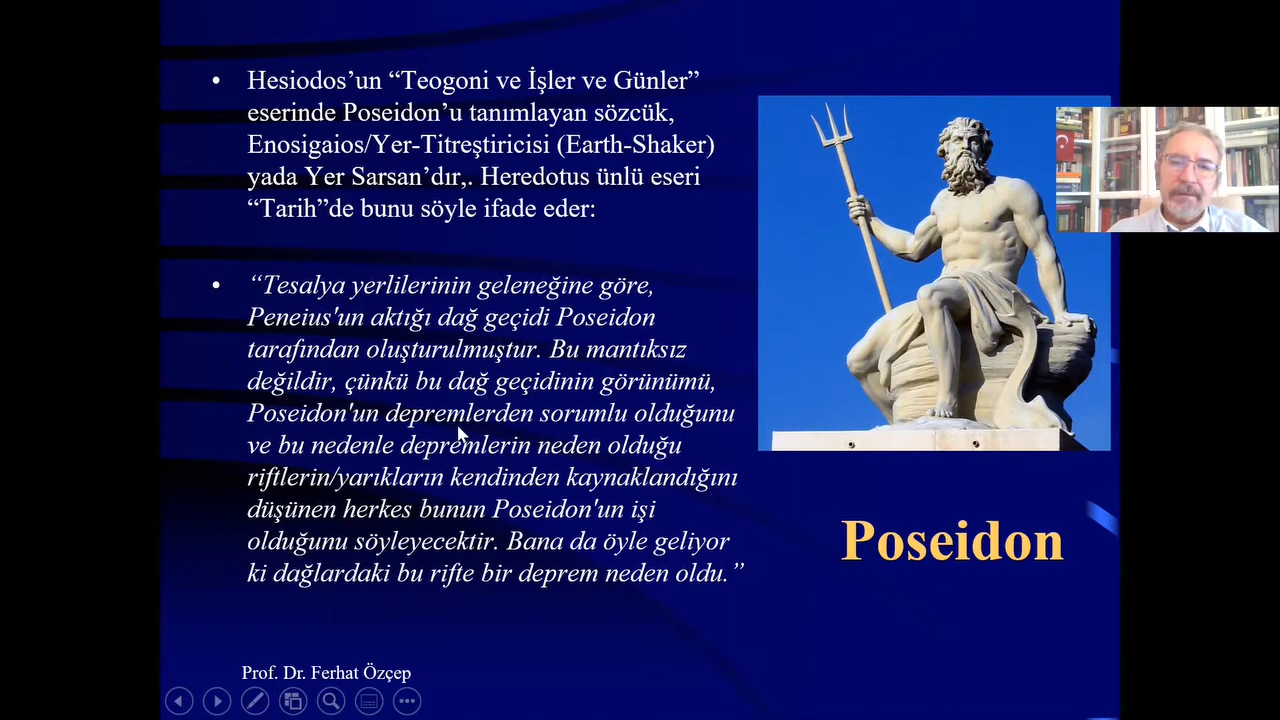 • Hesiodos’un “Teogoni ve İşler ve Günler”
eserinde Poseidon’u tanımlayan sözcük,
Enosigaios/Yer-Titreştiricisi (Earth-Shaker)
yada Yer Sarsan’dır,. Heredotus ünlü eseri
“Tarih”de bunu söyle ifade eder:
• “Tesalya yerlilerinin geleneğine göre,
Peneius'un aktığı dağ geçidi Poseidon
tarafından oluşturulmuştur. Bu mantıksız
değildir, çünkü bu dağ geçidinin görünümü,
Poseidon'un depremlerden sorumlu olduğunu
ve bu nedenle depremlerin neden olduğu
riftlerin/yarıkların kendinden kaynaklandığını
düşünen herkes bunun Poseidon'un işi
olduğunu söyleyecektir. Bana da öyle geliyor
ki dağlardaki bu rifte bir deprem neden oldu.”
Poseidon
Prof. Dr. Ferhat Özçep